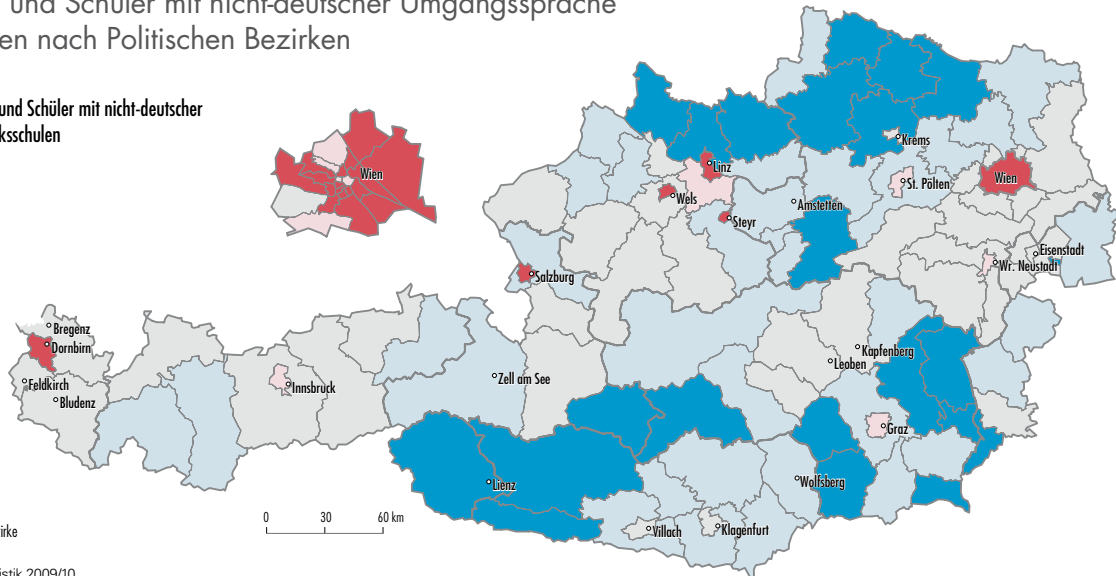 und Schüler mit nicht-deutscher Umgangssprache
en nach Politischen Bezirken
und Schüler mit nicht-deutscher
ksschulen
Wien
Krems
Linz
Wien
St. Pölten
Wels
Amstetten
Steyr
Eisenstadt
Wr. Neustadt
Salzburg
Bregenz
Dornbirn
Kapfenberg
Leoben
Zell am See
Feldkirch
Innsbruck
Bludenz
Graz
Lienz
Wolfsberg
0 30 60 km
Villach
Klagenfurt
irke
istik 2009/10